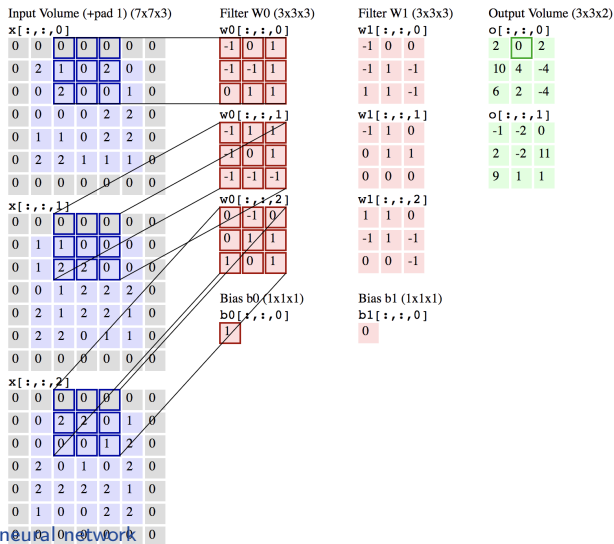 Input Volume (+pad 1) (7x7x3)
x[:,:,0]
0 0 0 0 0 0 0
0 2 1 0 2 0 0
0 0 2 0 0 1 0
0 0 0 0 2 2 0
0 1 1 0 2 2 0
0 2 2 1 1 1 0
0 0 0 0 0 0 0
x[:,:,1]
0 0 0 0 0 0 0
0 1 1 0 0 0 0
0 1 2 2 0 0 0
0 0 1 2 2 2 0
0 2 1 2 2 1 0
0 2 2 0 1 1 0
0 0 0 0 0 0 0
x[:,:,2]
0 0 0 0 0 0 0
0 0 2 2 0 1 0
0 0 0 0 1 2 0
0 2 0 1 0 2 0
0 2 2 2 2 1 0
0 1 0 0 2 2 0
0 0 0 0 0 0 0
neural network
Filter W0 (3x3x3)
w0[:,:,0]
-1 0 1
-1 -1 1
0 1 1
w0[:,:,1]
-1 1 1
-1 0 1
-1 -1 -1
w0[:,:,2]
0 -1 0
0 1 1
1 0 1
Bias b0 (1x1x1)
b0[:,:,0]
1
Filter W1 (3x3x3)
w1[:,:,0]
-1 0 0
-1 1 -1
1 1 -1
w1[:,:,1]
-1 1 0
0 1 1
0 0 0
w1[:,:,2]
1 1 0
-1 1 -1
0 0 -1
Bias b1 (1x1x1)
b1[:,:,0]
0
Output Volume (3x3x2)
o[:,:,0]
2 0 2
10 4 -4
6 2 -4
o[:,:,1]
-1 -2 0
2 -2 11
9 1 1